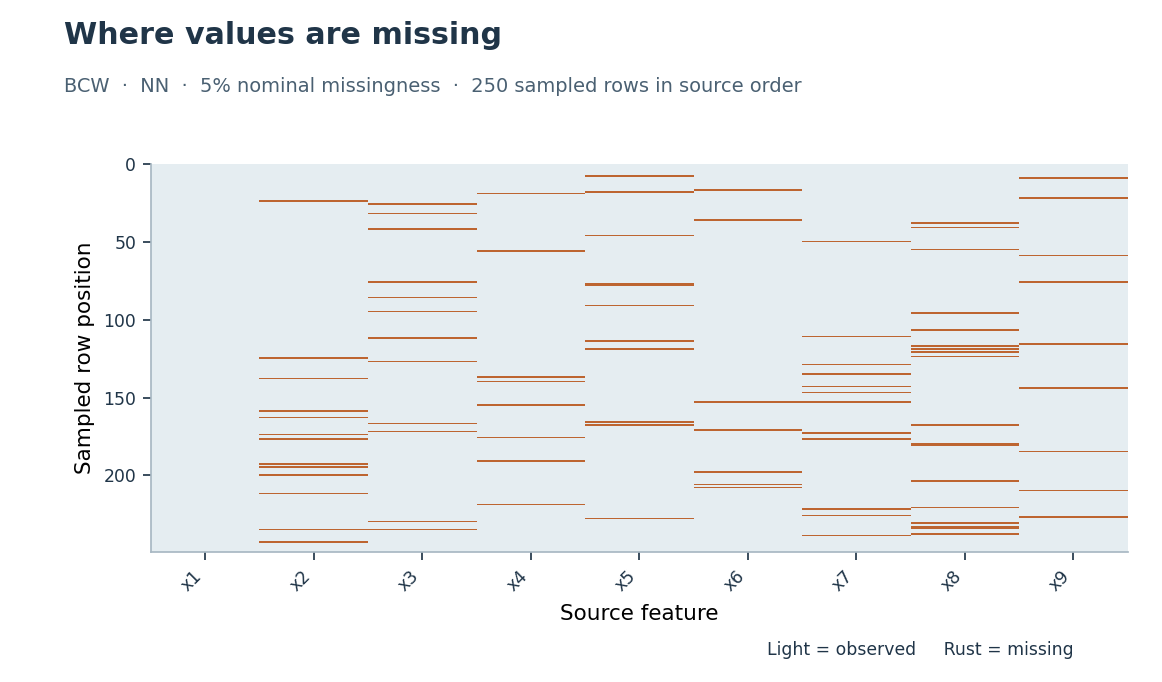 Where values are missing
BCW · NN · 5% nominal missingness · 250 sampled rows in source order
0
50
100
150
200
Sampled row position
x1 x2 x3 x4 x5 x6 x7 x8 x9
Source feature
Light = observed Rust = missing